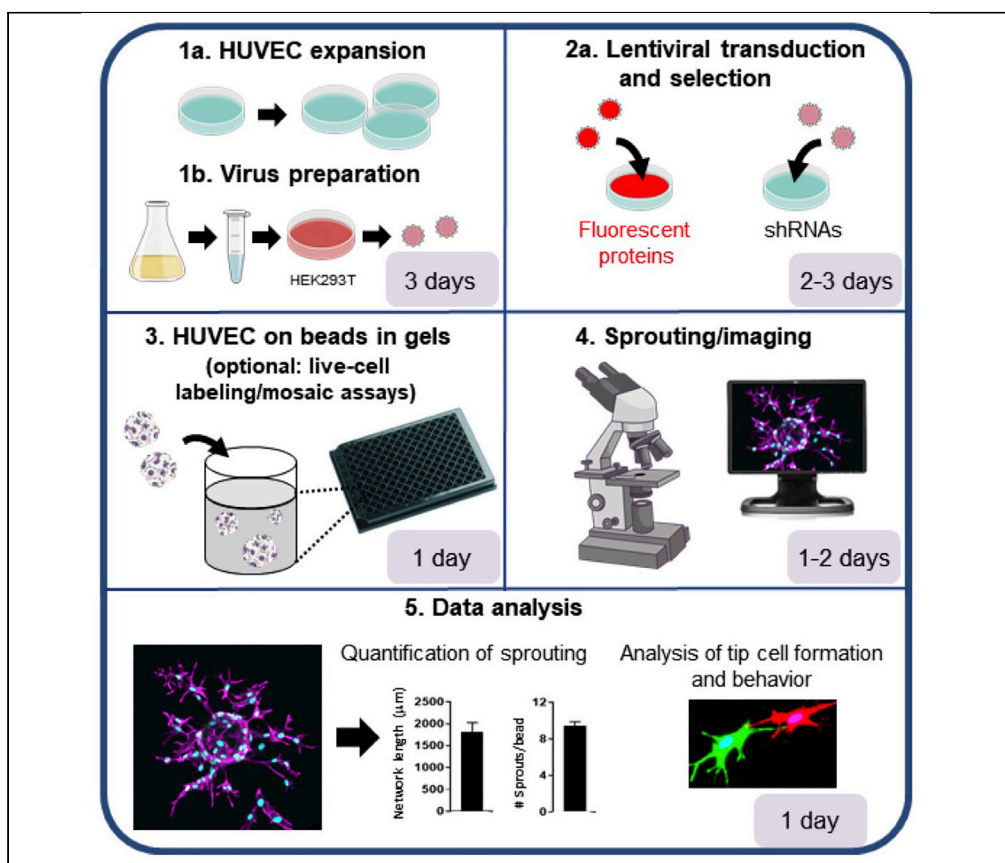 1a. HUVEC expansion
1b. Virus preparation
HEK293T
3 days
2a. Lentiviral transduction
and selection
Fluorescent
proteins
shRNAs
2-3 days
3. HUVEC on beads in gels
(optional: live-cell
labeling/mosaic assays)
1 day
4. Sprouting/imaging
1-2 days
5. Data analysis
Quantification of sprouting
Network length (μm)
2500
2000
1500
1000
500
0
# Sprouts/bead
12
8
4
0
Analysis of tip cell formation
and behavior
1 day